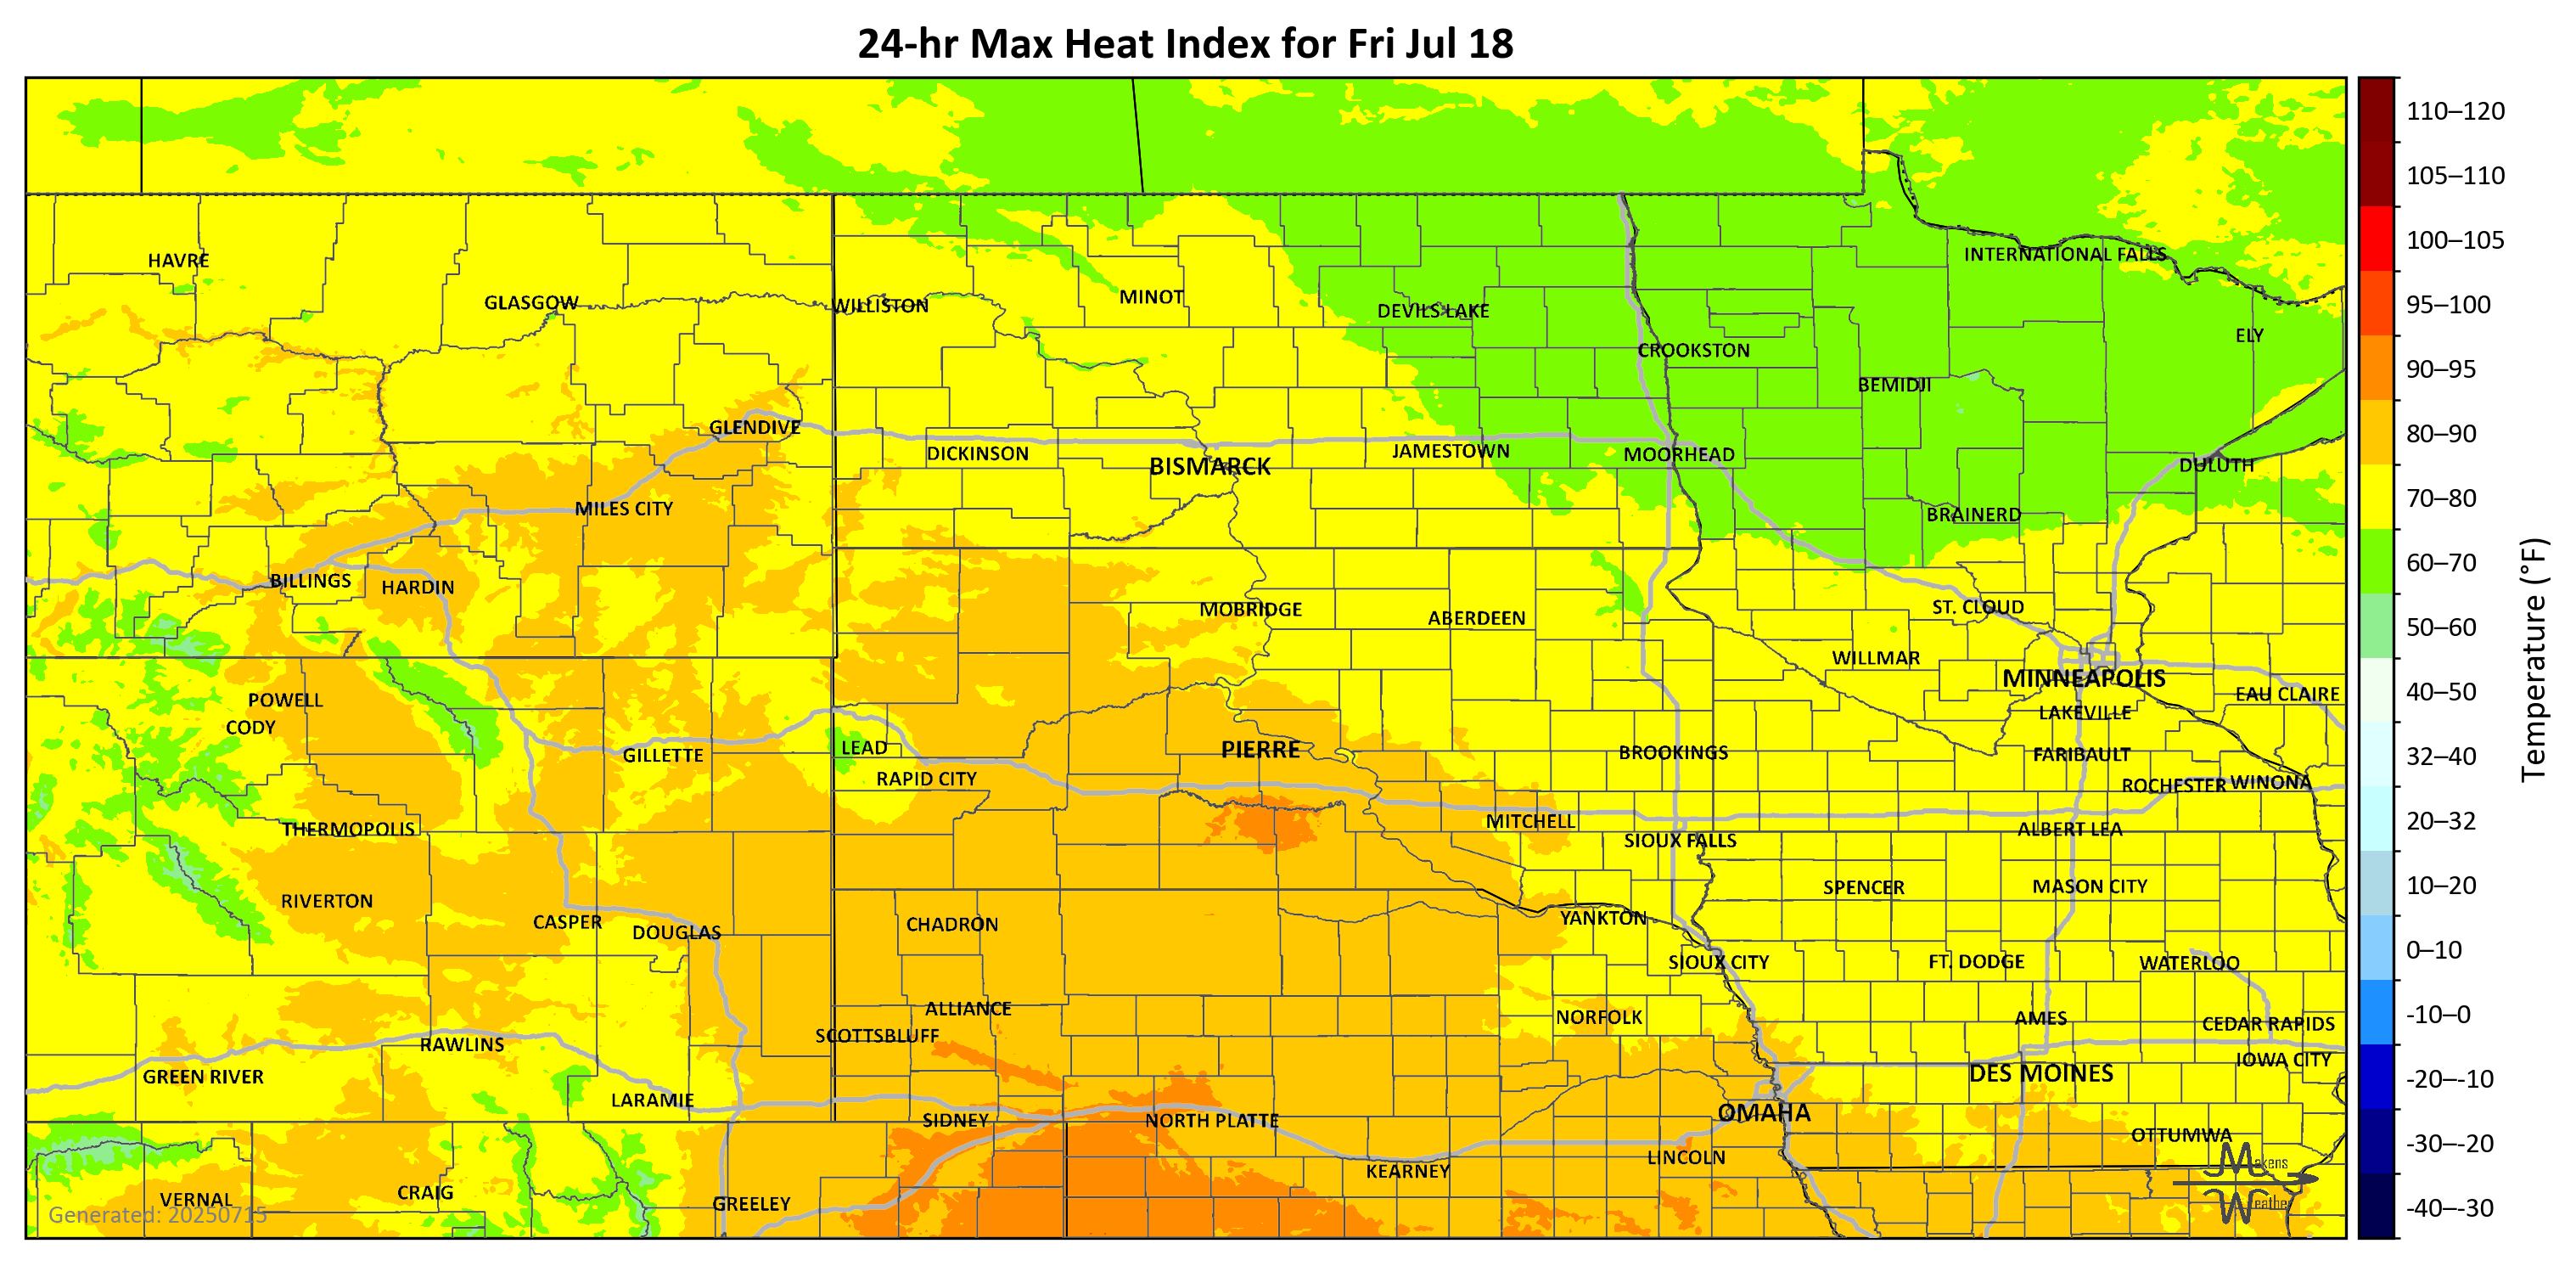 24-hr Max Heat Index for Fri Jul 18
HAVRE
GLASGOW
WILLISTON
MINOT
DEVILS LAKE
INTERNATIONAL FALLS
CROOKSTON
ELY
BEMIDJI
GLENDIVE
DICKINSON
BISMARCK
JAMESTOWN
MOORHEAD
DULUTH
MILES CITY
BRAINERD
BILLINGS
HARDIN
MOBRIDGE
ABERDEEN
ST. CLOUD
WILLMAR
MINNEAPOLIS
EAU CLAIRE
POWELL
CODY
LAKEVILLE
GILLETTE
LEAD
PIERRE
BROOKINGS
FARIBAULT
RAPID CITY
ROCHESTER
WINONA
THERMOPOLIS
MITCHELL
SIOUX FALLS
ALBERT LEA
RIVERTON
SPENCER
MASON CITY
CASPER
DOUGLAS
CHADRON
YANKTON
SIOUX CITY
FT. DODGE
WATERLOO
ALLIANCE
NORFOLK
AMES
CEDAR RAPIDS
SCOTTSBLUFF
RAWLINS
IOWA CITY
GREEN RIVER
DES MOINES
LARAMIE
SIDNEY
NORTH PLATTE
OMAHA
OTTUMWA
KEARNEY
LINCOLN
VERNAL
CRAIG
GREELEY
Generated: 20250715
Makens
Weather
110–120
105–110
100–105
95–100
90–95
80–90
70–80
60–70
50–60
40–50
32–40
20–32
10–20
0–10
-10–0
-20–-10
-30–-20
-40–-30
Temperature (°F)